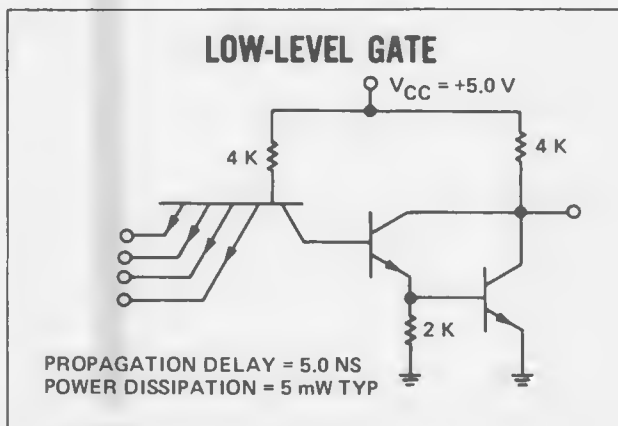 LOW-LEVEL GATE
V_CC = +5.0 V
4 K
4 K
2 K
PROPAGATION DELAY = 5.0 NS
POWER DISSIPATION = 5 mW TYP